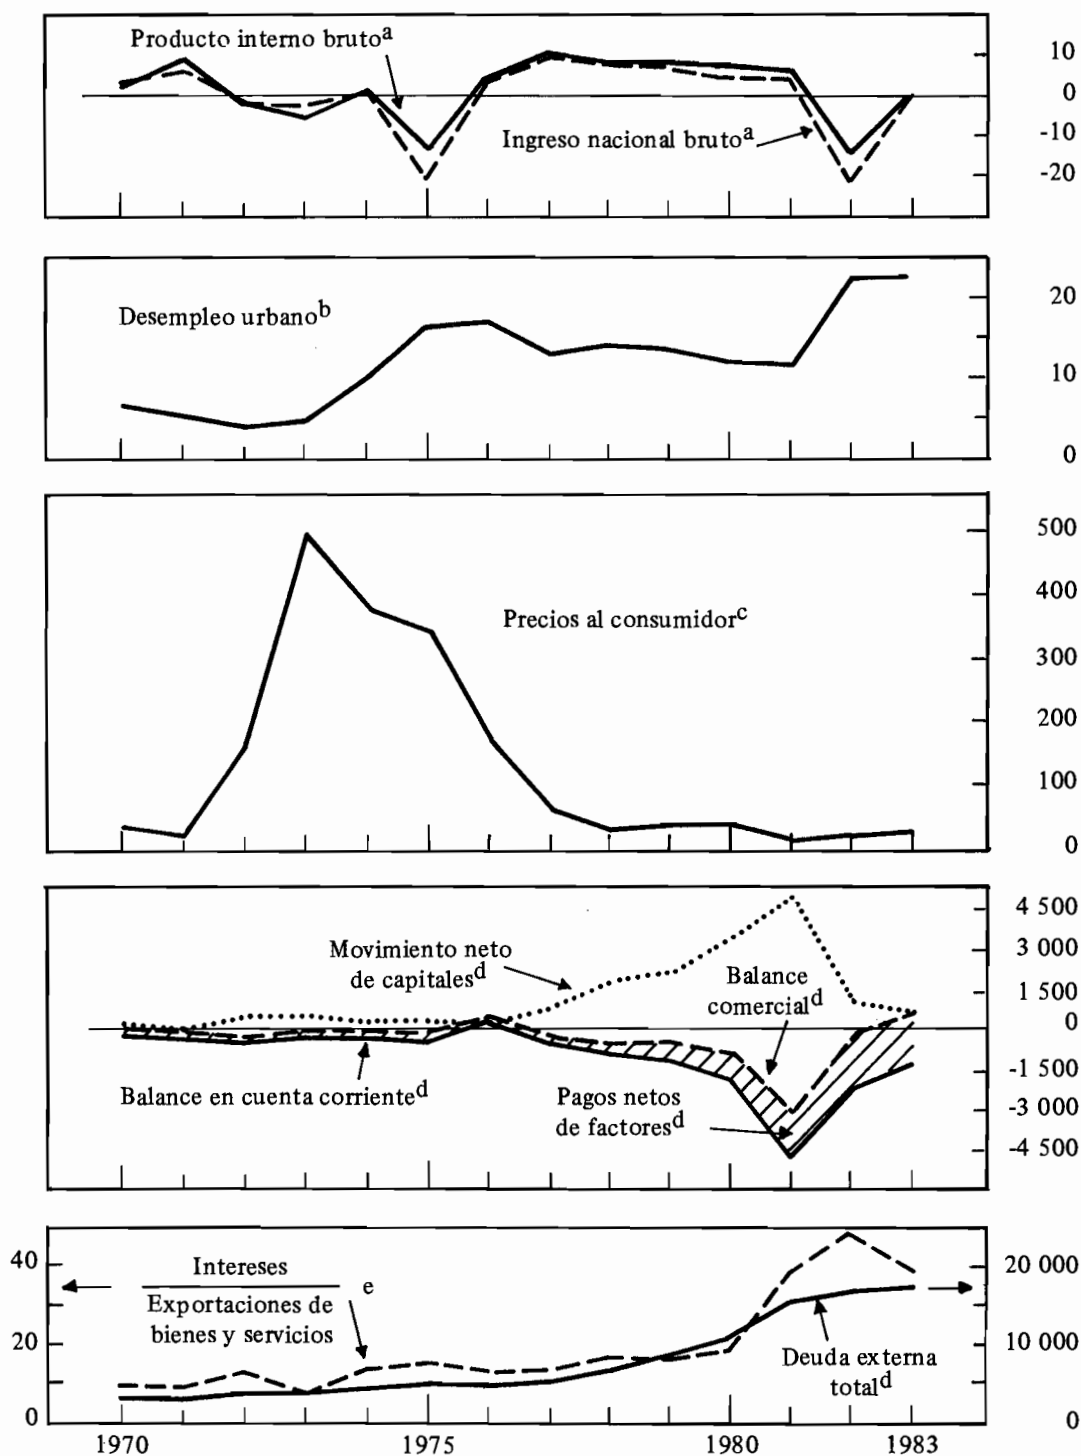 Producto interno bruto^a
Ingreso nacional bruto^a
10
0
-10
-20
Desempleo urbano^b
20
10
0
Precios al consumidor^c
500
400
300
200
100
0
Movimiento neto
de capitales^d
Balance
comercial^d
Balance en cuenta corriente^d
Pagos netos
de factores^d
4 500
3 000
1 500
0
-1 500
-3 000
-4 500
40
20
0
Intereses
e
Exportaciones de
bienes y servicios
Deuda externa
total^d
20 000
10 000
0
1970
1975
1980
1983